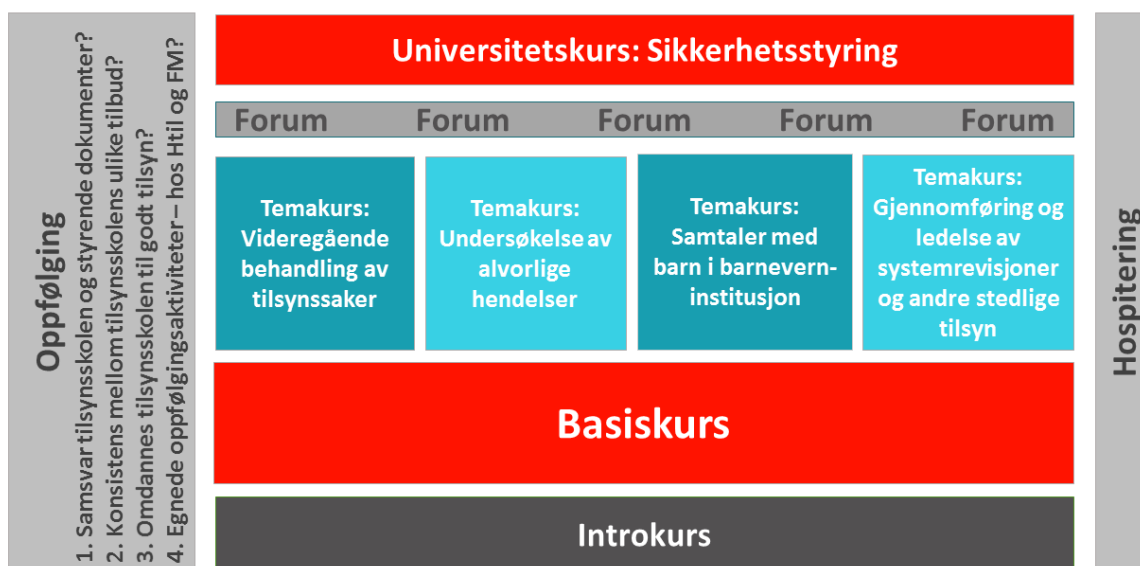 Oppfølging
1. Samsvar tilsynsskolen og styrende dokumenter?
2. Konsistens mellom tilsynsskolens ulike tilbud?
3. Omdannes tilsynsskolen til godt tilsyn?
4. Egnede oppfølgingsaktiviteter – hos Htil og FM?
Universitetskurs: Sikkerhetsstyring
Forum Forum Forum Forum Forum
Temakurs:
Videregående
behandling av
tilsynssaker
Temakurs:
Undersøkelse av
alvorlige
hendelser
Temakurs:
Samtaler med
barn i barnevern-
institusjon
Temakurs:
Gjennomføring og
ledelse av
systemrevisjoner
og andre stedlige
tilsyn
Basiskurs
Introkurs
Hospitering